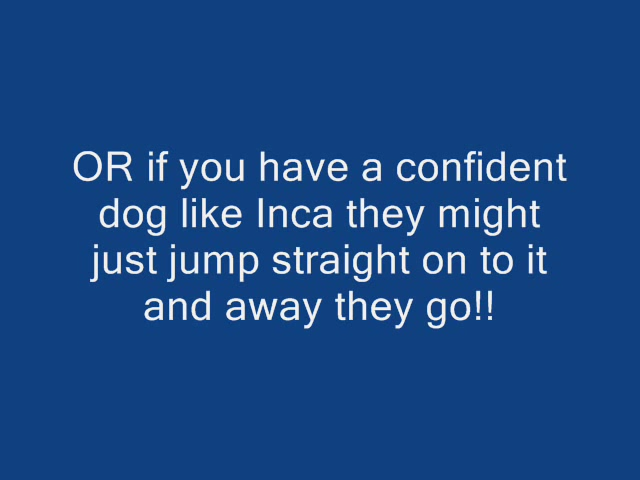 OR if you have a confident
dog like Inca they might
just jump straight on to it
and away they go!!